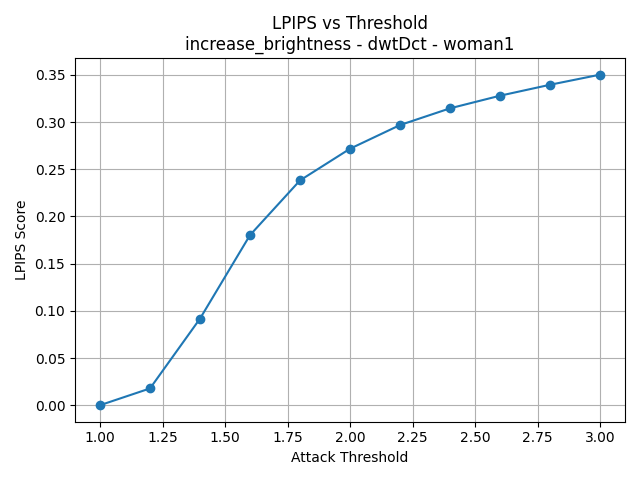 LPIPS vs Threshold
increase_brightness - dwtDct - woman1
LPIPS Score
0.35
0.30
0.25
0.20
0.15
0.10
0.05
0.00
1.00 1.25 1.50 1.75 2.00 2.25 2.50 2.75 3.00
Attack Threshold